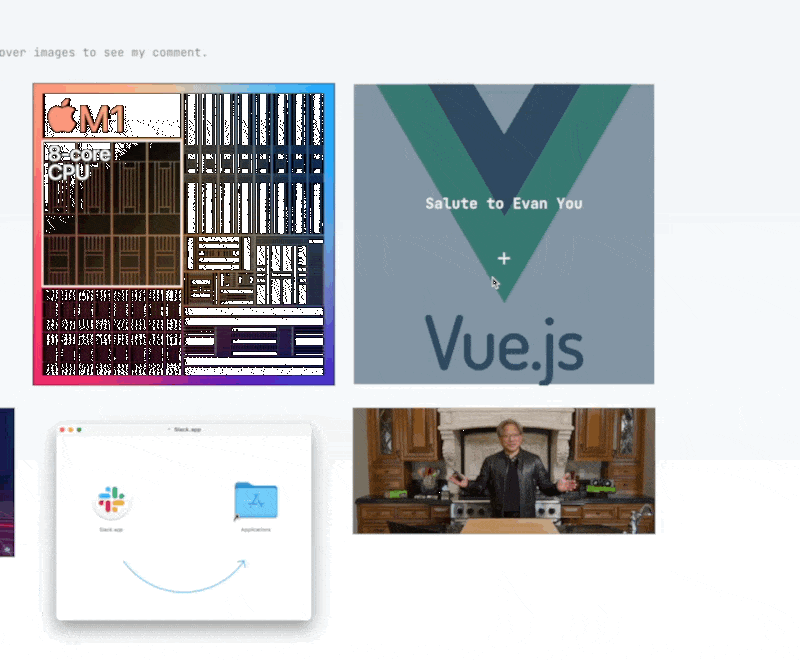 over images to see my comment.
M1
8-core
CPU
Salute to Evan You
+
Vue.js
Slack.app
Slack.app
Applications